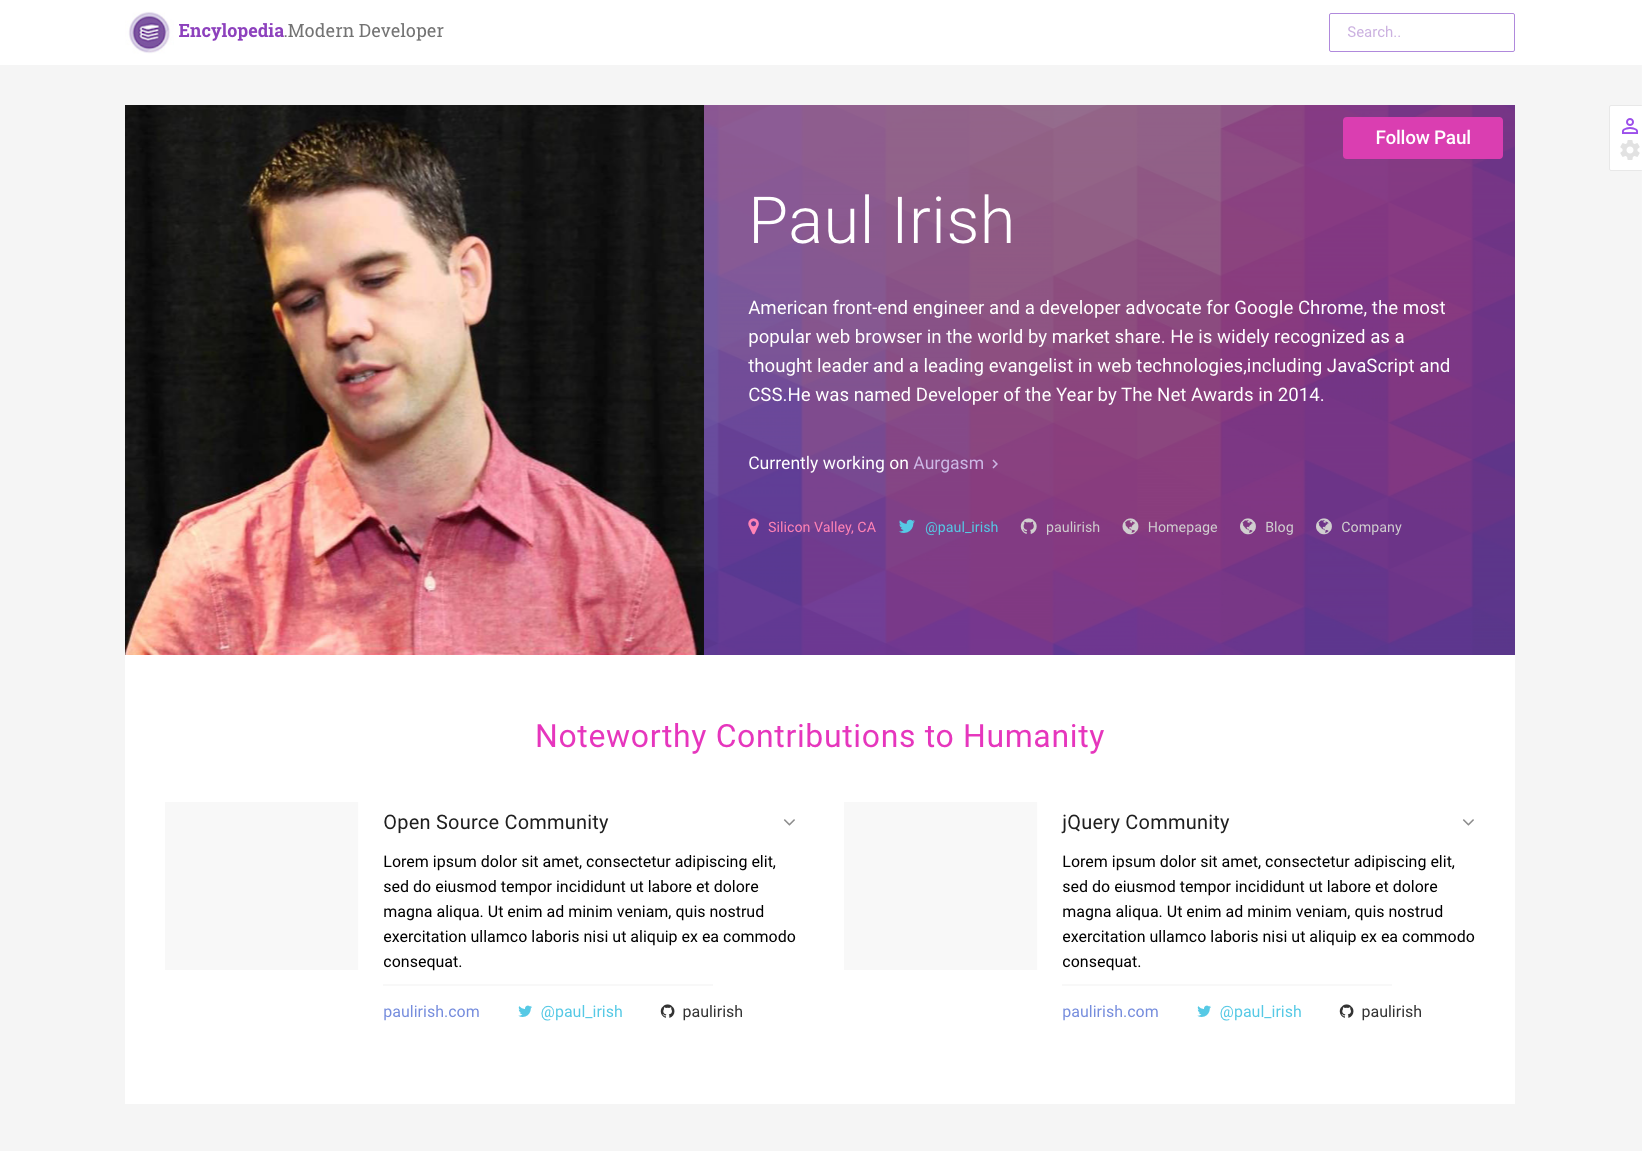 Encylopedia.Modern Developer
Search..
Follow Paul
Paul Irish
American front-end engineer and a developer advocate for Google Chrome, the most
popular web browser in the world by market share. He is widely recognized as a
thought leader and a leading evangelist in web technologies,including JavaScript and
CSS.He was named Developer of the Year by The Net Awards in 2014.
Currently working on Aurgasm
Silicon Valley, CA @paul_irish paulirish Homepage Blog Company
Noteworthy Contributions to Humanity
Open Source Community
Lorem ipsum dolor sit amet, consectetur adipiscing elit,
sed do eiusmod tempor incididunt ut labore et dolore
magna aliqua. Ut enim ad minim veniam, quis nostrud
exercitation ullamco laboris nisi ut aliquip ex ea commodo
consequat.
paulirish.com @paul_irish paulirish
jQuery Community
Lorem ipsum dolor sit amet, consectetur adipiscing elit,
sed do eiusmod tempor incididunt ut labore et dolore
magna aliqua. Ut enim ad minim veniam, quis nostrud
exercitation ullamco laboris nisi ut aliquip ex ea commodo
consequat.
paulirish.com @paul_irish paulirish